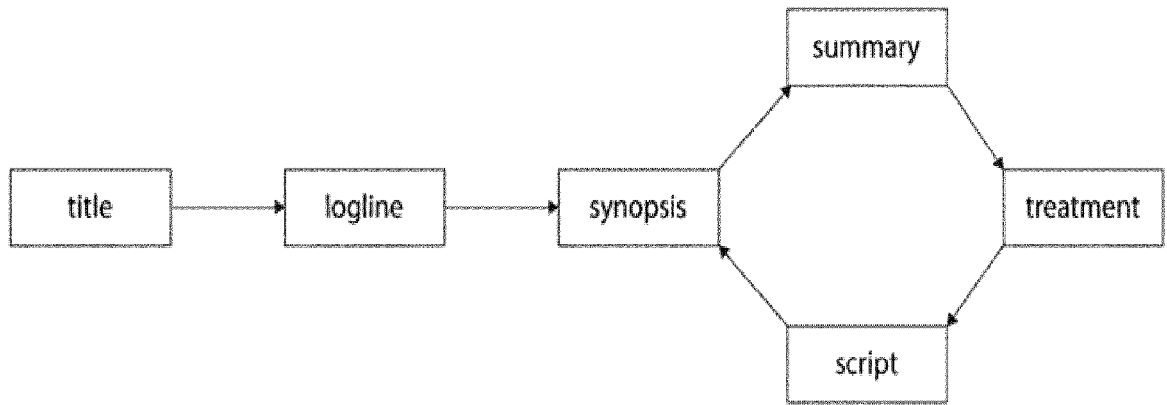 summary
title
logline
synopsis
treatment
script